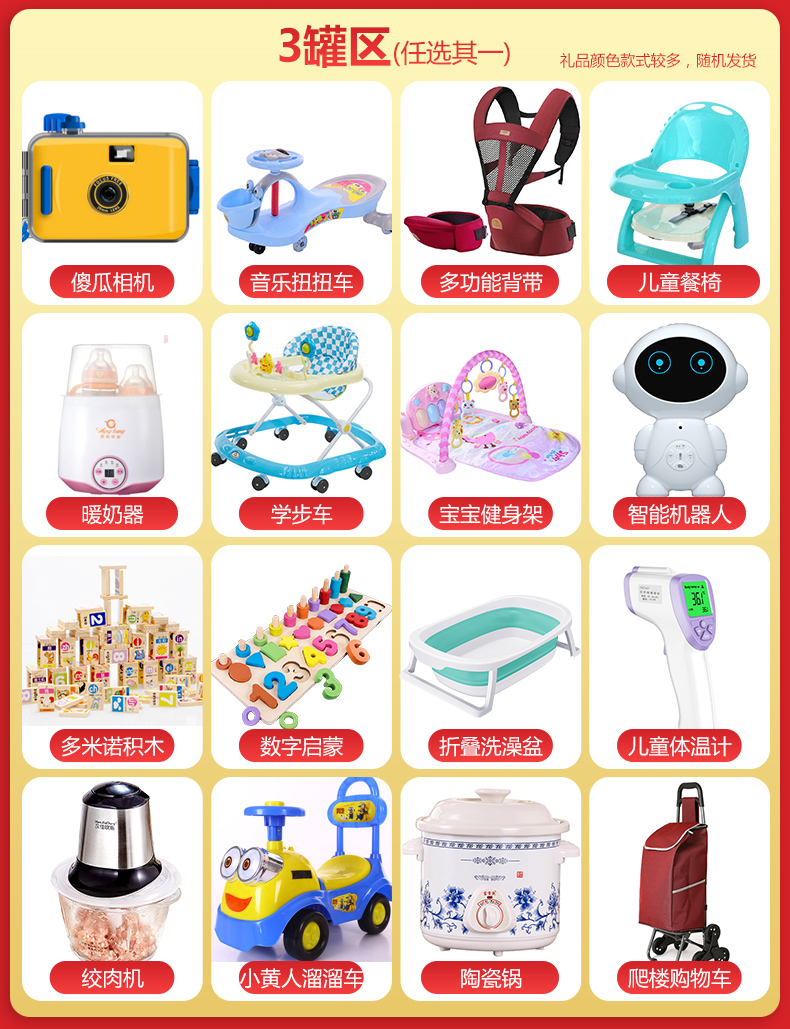 3罐区(任选其一)
礼品颜色款式较多，随机发货
傻瓜相机
音乐扭扭车
多功能背带
儿童餐椅
暖奶器
学步车
宝宝健身架
智能机器人
多米诺积木
数字启蒙
折叠洗澡盆
儿童体温计
绞肉机
小黄人溜溜车
陶瓷锅
爬楼购物车